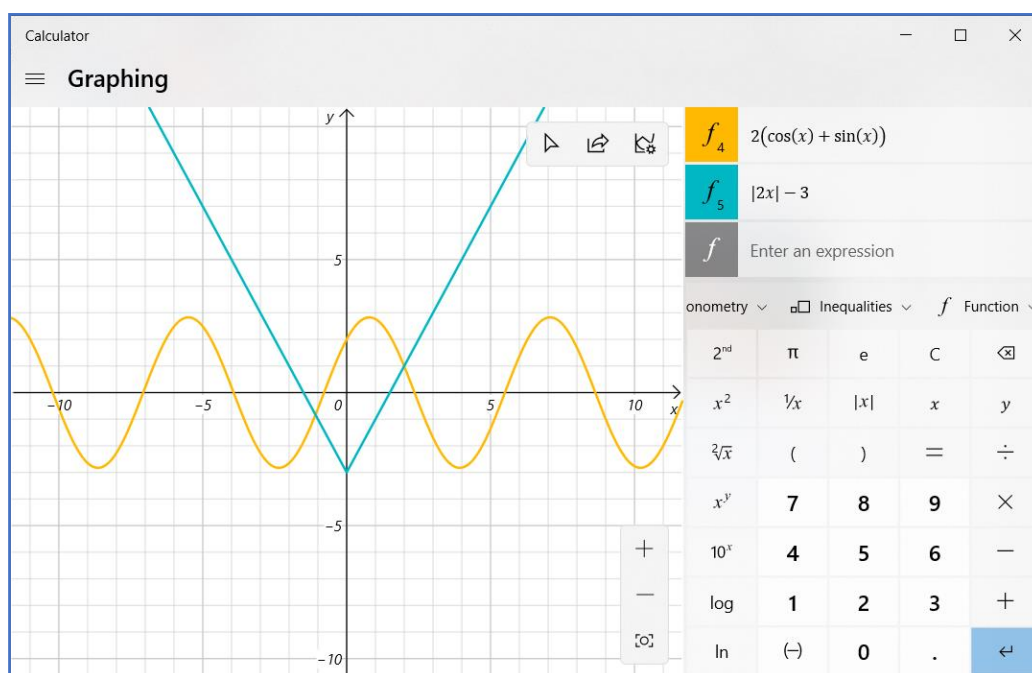 Calculator
Graphing
y
5
-10
-5
0
5
10
x
-5
-10
f4 2(cos(x) + sin(x))
f5 |2x| − 3
f Enter an expression
onometry Inequalities f Function
2nd π e C
x² ¹/x |x| x y
²√x ( ) = ÷
xʸ 7 8 9 ×
10ˣ 4 5 6 −
log 1 2 3 +
ln (−) 0 .